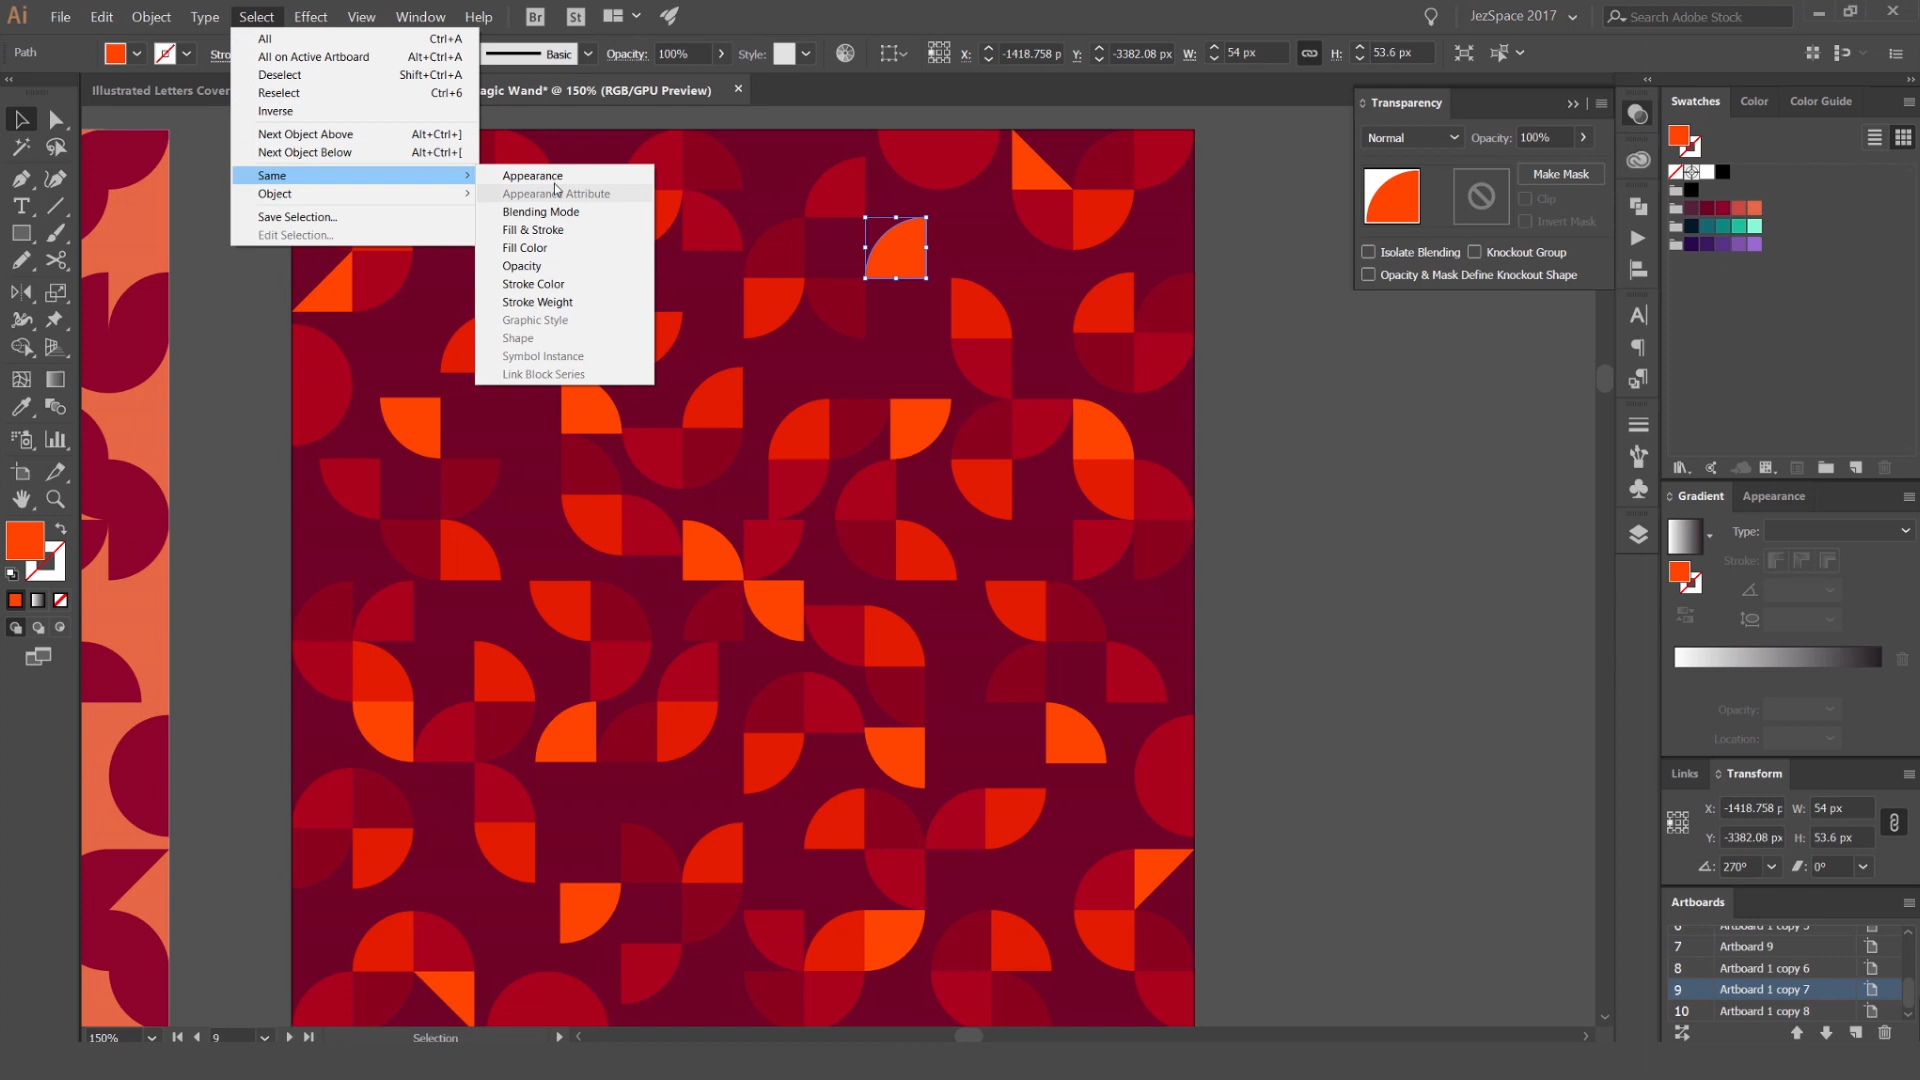 Ai File Edit Object Type Select Effect View Window Help Br St JezSpace 2017 Search Adobe Stock
Path Basic Opacity: 100% Style: X: -1418.758 p Y: -3382.08 px W: 54 px H: 53.6 px
Illustrated Letters Cover agic Wand* @ 150% (RGB/GPU Preview) ×
All Ctrl+A
All on Active Artboard Alt+Ctrl+A
Deselect Shift+Ctrl+A
Reselect Ctrl+6
Inverse
Next Object Above Alt+Ctrl+]
Next Object Below Alt+Ctrl+[
Same
Object
Save Selection...
Edit Selection...
Appearance
Appearance Attribute
Blending Mode
Fill & Stroke
Fill Color
Opacity
Stroke Color
Stroke Weight
Graphic Style
Shape
Symbol Instance
Link Block Series
Transparency
Normal Opacity: 100%
Make Mask
Clip
Invert Mask
Isolate Blending Knockout Group
Opacity & Mask Define Knockout Shape
Swatches Color Color Guide
Gradient Appearance
Type:
Stroke:
Opacity:
Location:
Links Transform
X: -1418.758 p W: 54 px
Y: -3382.08 px H: 53.6 px
270° 0°
Artboards
7 Artboard 9
8 Artboard 1 copy 6
9 Artboard 1 copy 7
10 Artboard 1 copy 8
150% 9 Selection